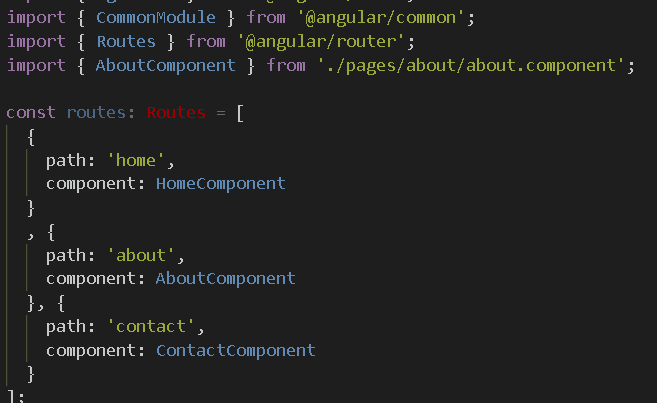 import { CommonModule } from '@angular/common';
import { Routes } from '@angular/router';
import { AboutComponent } from './pages/about/about.component';
const routes: Routes = [
  {
    path: 'home',
    component: HomeComponent
  }
  , {
    path: 'about',
    component: AboutComponent
  }, {
    path: 'contact',
    component: ContactComponent
  }
];